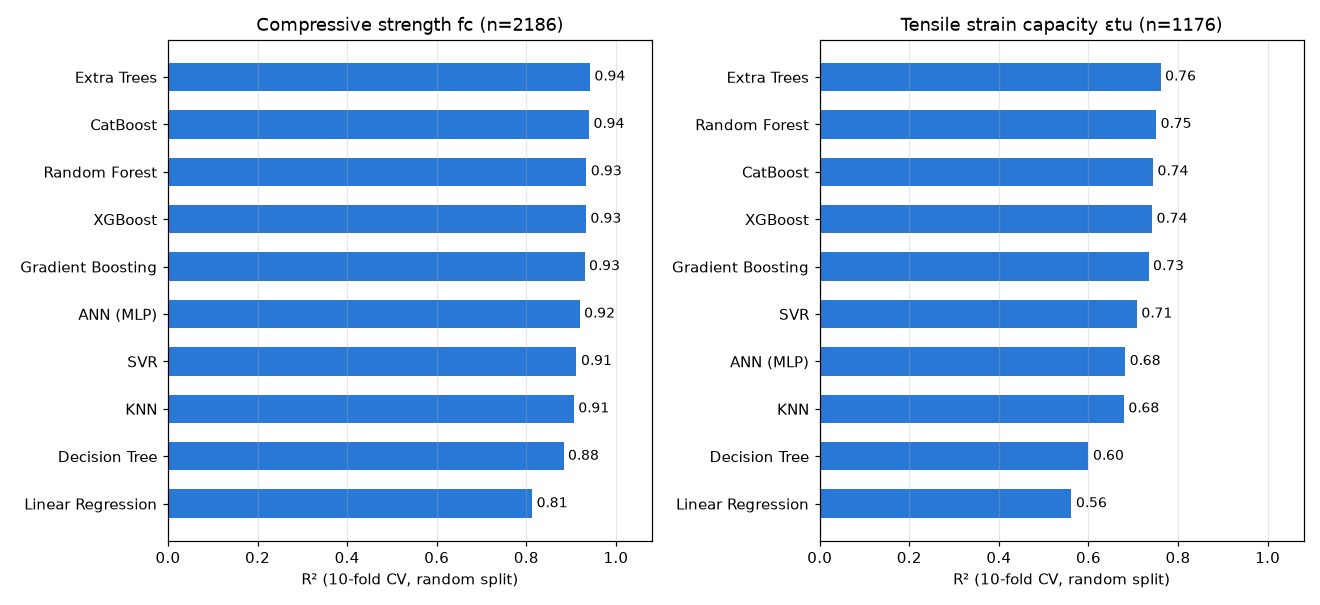 Compressive strength fc (n=2186)
Extra Trees 0.94
CatBoost 0.94
Random Forest 0.93
XGBoost 0.93
Gradient Boosting 0.93
ANN (MLP) 0.92
SVR 0.91
KNN 0.91
Decision Tree 0.88
Linear Regression 0.81
0.0 0.2 0.4 0.6 0.8 1.0
R² (10-fold CV, random split)
Tensile strain capacity εtu (n=1176)
Extra Trees 0.76
Random Forest 0.75
CatBoost 0.74
XGBoost 0.74
Gradient Boosting 0.73
SVR 0.71
ANN (MLP) 0.68
KNN 0.68
Decision Tree 0.60
Linear Regression 0.56
0.0 0.2 0.4 0.6 0.8 1.0
R² (10-fold CV, random split)